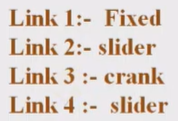 Link 1:-  Fixed
Link 2:- slider
Link 3 :- crank
Link 4 :-  slider